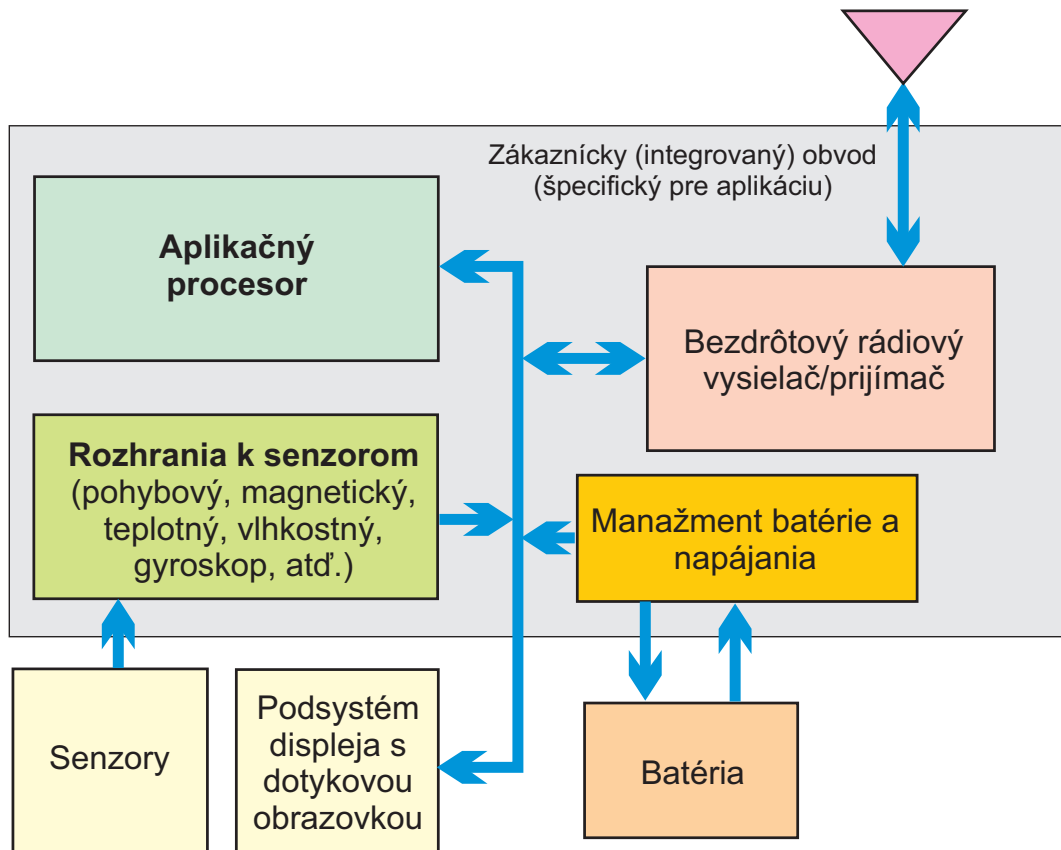 Zákaznícky (integrovaný) obvod
(špecifický pre aplikáciu)
Aplikačný
procesor
Bezdrôtový rádiový
vysielač/prijímač
Rozhrania k senzorom
(pohybový, magnetický,
teplotný, vlhkostný,
gyroskop, atď.)
Manažment batérie a
napájania
Senzory
Podsystém
displeja s
dotykovou
obrazovkou
Batéria